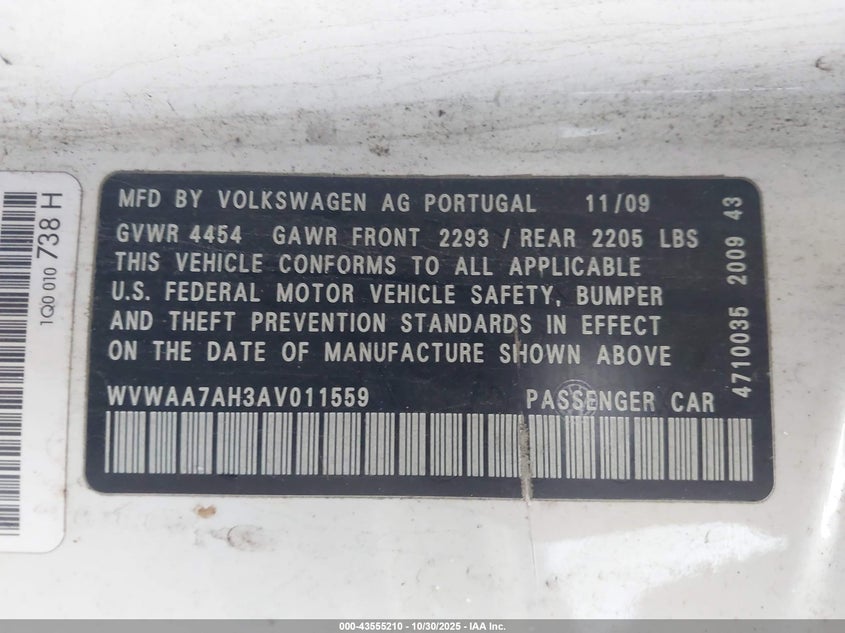 MFD BY VOLKSWAGEN AG PORTUGAL 11/09
GVWR 4454 GAWR FRONT 2293 / REAR 2205 LBS
THIS VEHICLE CONFORMS TO ALL APPLICABLE
U.S. FEDERAL MOTOR VEHICLE SAFETY, BUMPER
AND THEFT PREVENTION STANDARDS IN EFFECT
ON THE DATE OF MANUFACTURE SHOWN ABOVE
WVWAA7AH3AV011559 PASSENGER CAR
4710035 2009 43
1Q0 010 738 H
000-43555210 - 10/30/2025 - IAA Inc.